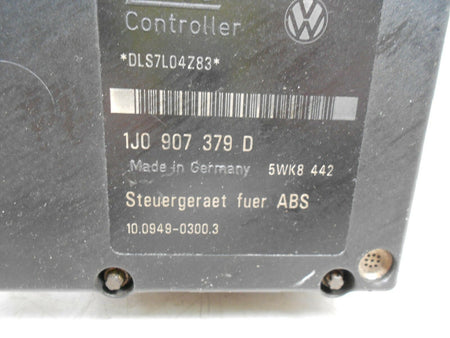 Controller
*DLS7L04Z83*
1J0 907 379 D
Made in Germany 5WK8 442
Steuergeraet fuer ABS
10.0949-0300.3